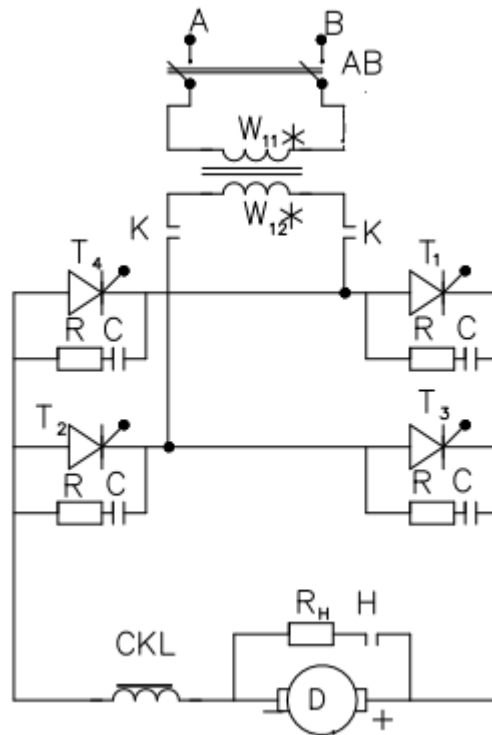 A B
AB
W11*
W12*
K K
T4 T1
R C R C
T2 T3
R C R C
RH H
CKL
D
− +